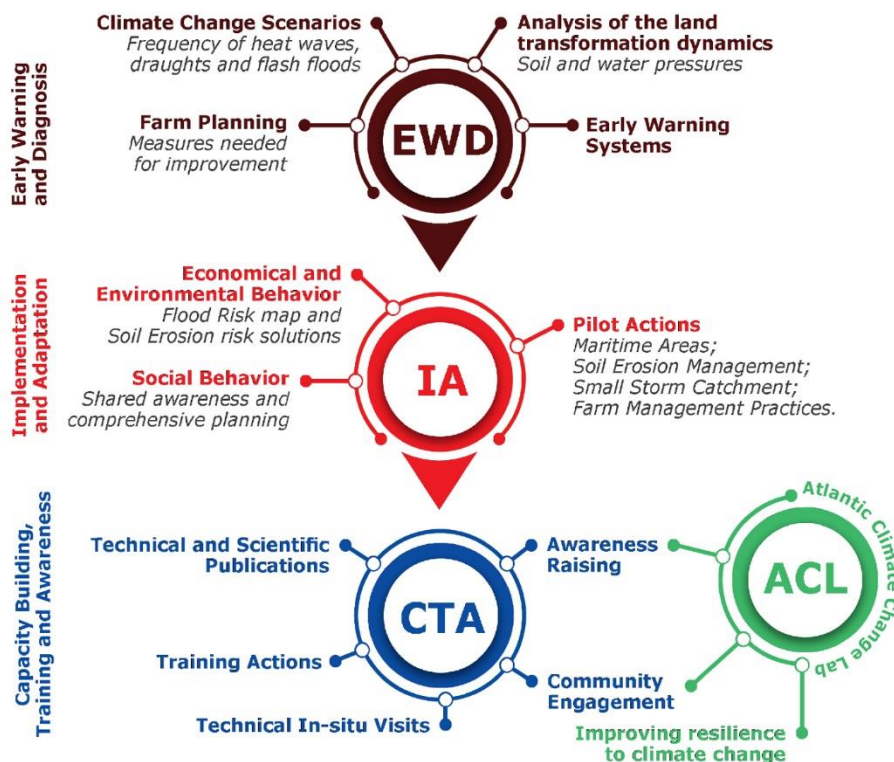 Early Warning
and Diagnosis
Climate Change Scenarios
Frequency of heat waves,
draughts and flash floods
Analysis of the land
transformation dynamics
Soil and water pressures
Farm Planning
Measures needed
for improvement
EWD
Early Warning
Systems
Implementation
and Adaptation
Economical and
Environmental Behavior
Flood Risk map and
Soil Erosion risk solutions
Social Behavior
Shared awareness and
comprehensive planning
IA
Pilot Actions
Maritime Areas;
Soil Erosion Management;
Small Storm Catchment;
Farm Management Practices.
Capacity Building,
Training and Awareness
Technical and Scientific
Publications
Training Actions
Technical In-situ Visits
CTA
Awareness
Raising
Community
Engagement
ACL
Atlantic Climate Change Lab
Improving resilience
to climate change